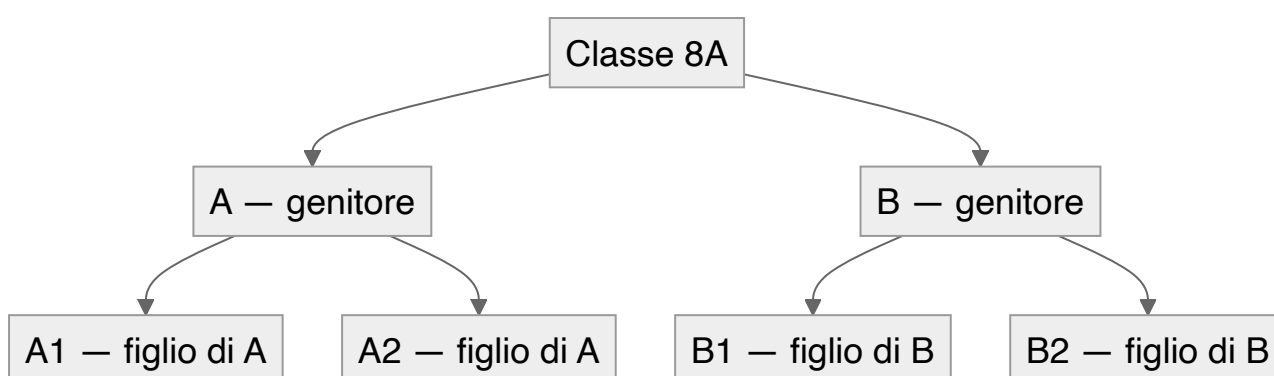 Classe 8A
A — genitore
B — genitore
A1 — figlio di A
A2 — figlio di A
B1 — figlio di B
B2 — figlio di B